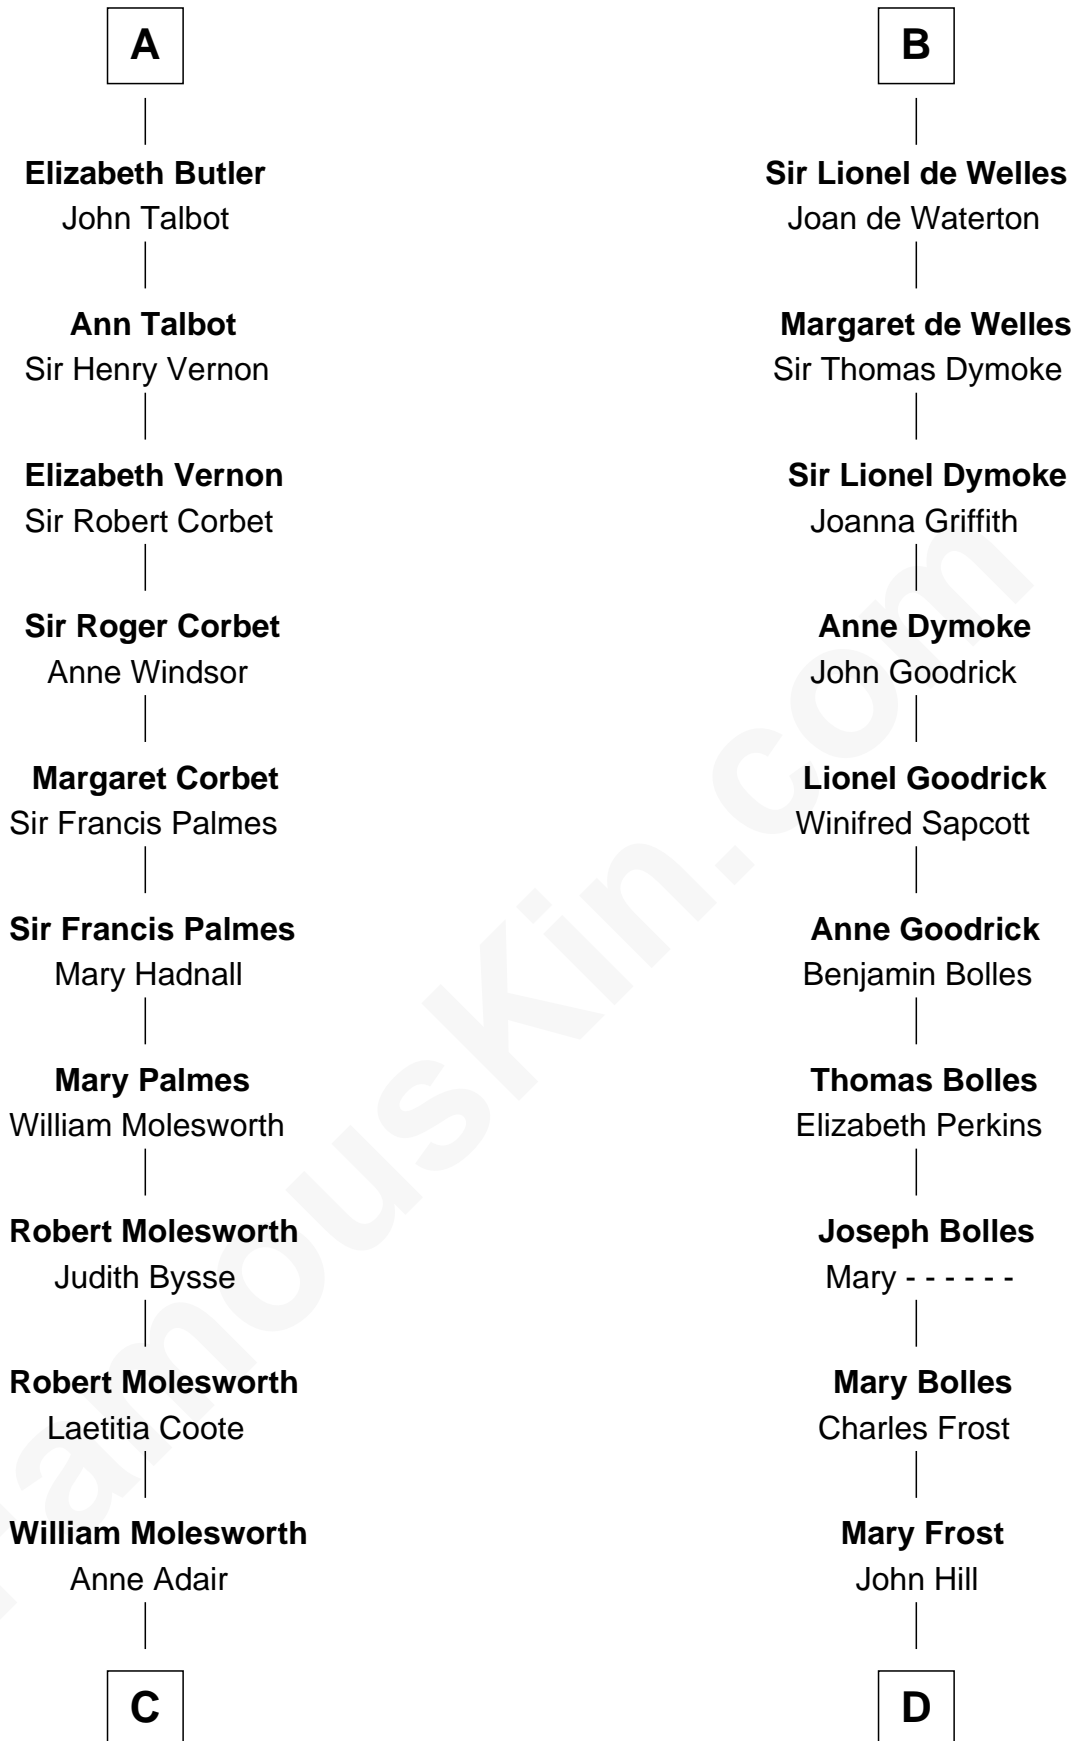 A
Elizabeth Butler
John Talbot
Ann Talbot
Sir Henry Vernon
Elizabeth Vernon
Sir Robert Corbet
Sir Roger Corbet
Anne Windsor
Margaret Corbet
Sir Francis Palmes
Sir Francis Palmes
Mary Hadnall
Mary Palmes
William Molesworth
Robert Molesworth
Judith Bysse
Robert Molesworth
Laetitia Coote
William Molesworth
Anne Adair
C
B
Sir Lionel de Welles
Joan de Waterton
Margaret de Welles
Sir Thomas Dymoke
Sir Lionel Dymoke
Joanna Griffith
Anne Dymoke
John Goodrick
Lionel Goodrick
Winifred Sapcott
Anne Goodrick
Benjamin Bolles
Thomas Bolles
Elizabeth Perkins
Joseph Bolles
Mary - - - - - -
Mary Bolles
Charles Frost
Mary Frost
John Hill
D
FamousKin.com